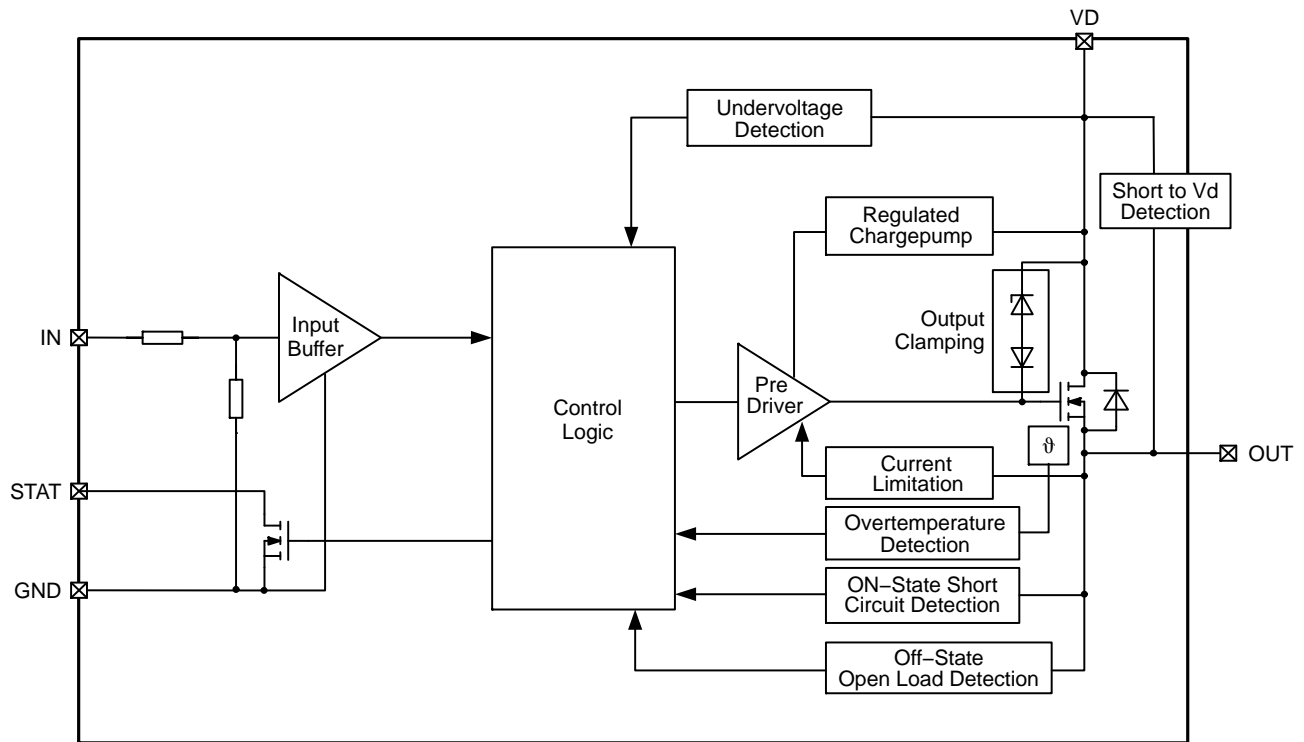 VD
Undervoltage
Detection
Short to Vd
Detection
Regulated
Chargepump
IN
Input
Buffer
Output
Clamping
Control
Logic
Pre
Driver
ϑ
OUT
STAT
Current
Limitation
Overtemperature
Detection
GND
ON−State Short
Circuit Detection
Off−State
Open Load Detection